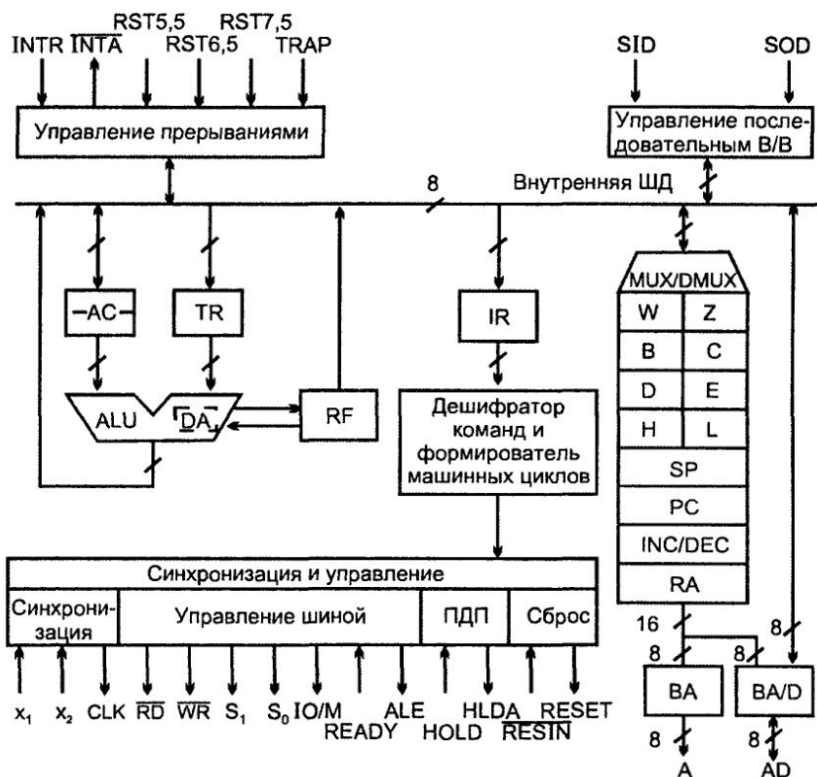 RST5,5 RST7,5
INTR INTA RST6,5 TRAP
SID SOD
Управление прерываниями
Управление после-
довательным В/В
8 Внутренняя ШД
MUX/DMUX
AC TR IR
W Z
B C
D E
H L
SP
PC
INC/DEC
RA
ALU DA RF
Дешифратор
команд и
формирователь
машинных циклов
Синхронизация и управление
Синхрони-
зация
Управление шиной
ПДП
Сброс
16
8 8 8
BA BA/D
8 8
A AD
x₁ x₂ CLK RD WR S₁ S₀ IO/M ALE HLDA RESET
READY HOLD RESIN